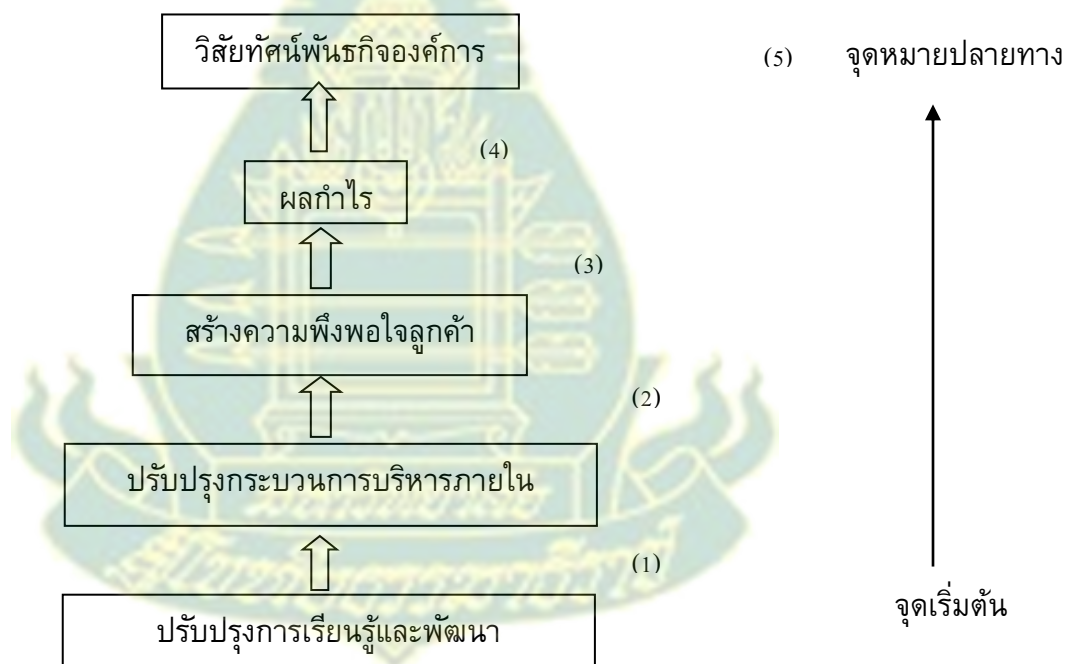 วิสัยทัศน์พันธกิจองค์การ
(5) จุดหมายปลายทาง
(4)
ผลกำไร
(3)
สร้างความพึงพอใจลูกค้า
(2)
ปรับปรุงกระบวนการบริหารภายใน
(1)
จุดเริ่มต้น
ปรับปรุงการเรียนรู้และพัฒนา